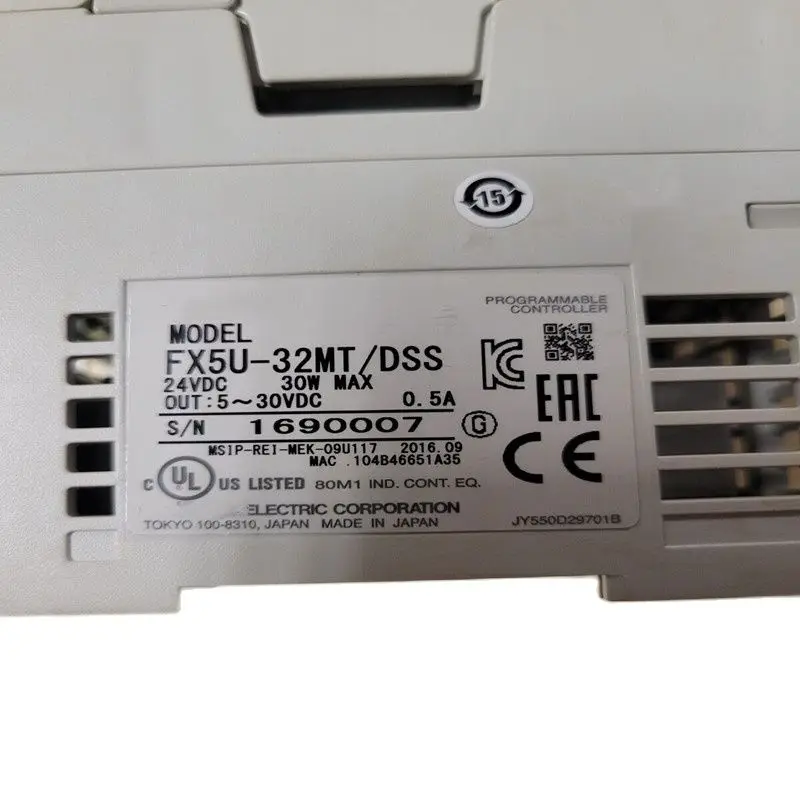 15
PROGRAMMABLE
CONTROLLER
MODEL
FX5U-32MT/DSS
24VDC 30W MAX
OUT:5~30VDC 0.5A
S/N 1690007 G
MSIP-REI-MEK-09U117 2016.09
MAC .104B46651A35
EAC
CE
C UL US LISTED 80M1 IND. CONT. EQ.
ELECTRIC CORPORATION
TOKYO 100-8310, JAPAN MADE IN JAPAN JY550D29701B